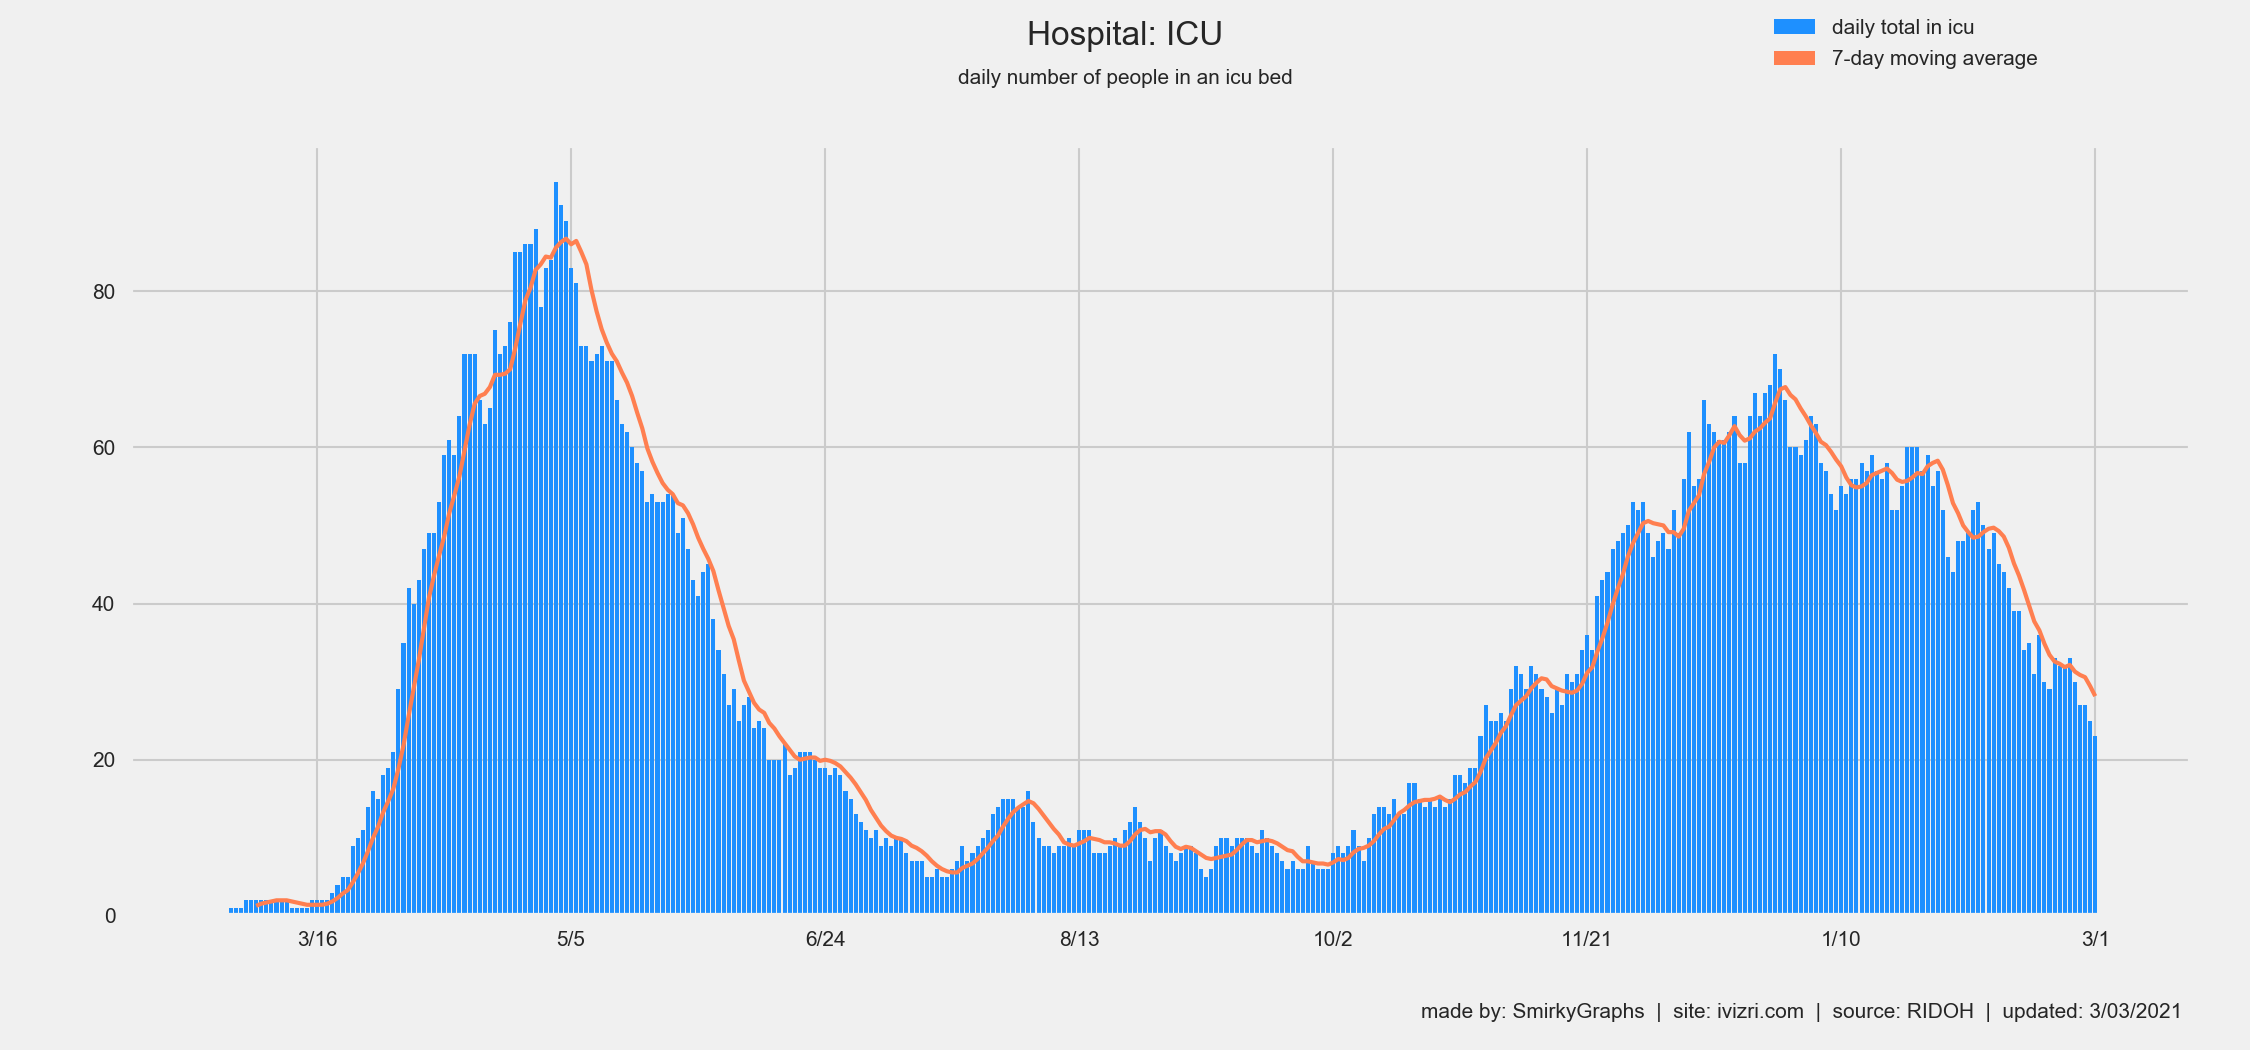 Hospital: ICU
daily number of people in an icu bed
daily total in icu
7-day moving average
80
60
40
20
0
3/16 5/5 6/24 8/13 10/2 11/21 1/10 3/1
made by: SmirkyGraphs | site: ivizri.com | source: RIDOH | updated: 3/03/2021